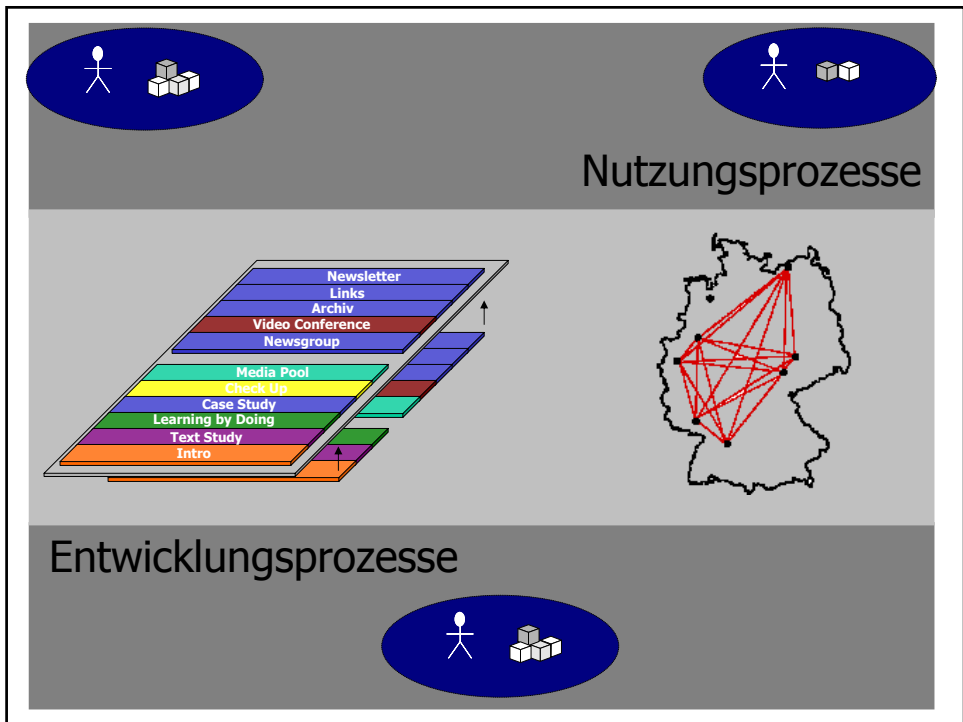 Nutzungsprozesse
Newsletter
Links
Archiv
Video Conference
Newsgroup
Media Pool
Check Up
Case Study
Learning by Doing
Text Study
Intro
Entwicklungsprozesse